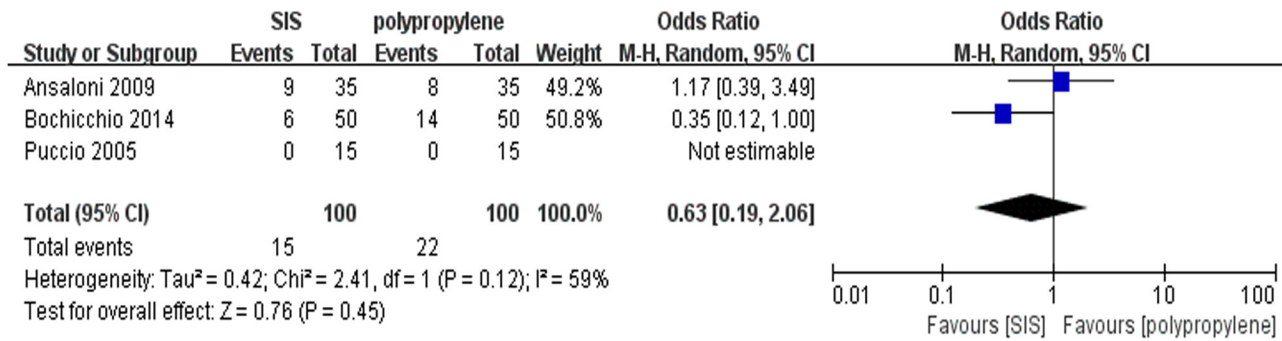 SIS polypropylene Odds Ratio Odds Ratio
Study or Subgroup Events Total Events Total Weight M-H, Random, 95% CI M-H, Random, 95% CI
Ansaloni 2009 9 35 8 35 49.2% 1.17 [0.39, 3.49]
Bochicchio 2014 6 50 14 50 50.8% 0.35 [0.12, 1.00]
Puccio 2005 0 15 0 15 Not estimable
Total (95% CI) 100 100 100.0% 0.63 [0.19, 2.06]
Total events 15 22
Heterogeneity: Tau² = 0.42; Chi² = 2.41, df = 1 (P = 0.12); I² = 59%
Test for overall effect: Z = 0.76 (P = 0.45)
0.01 0.1 1 10 100
Favours [SIS] Favours [polypropylene]